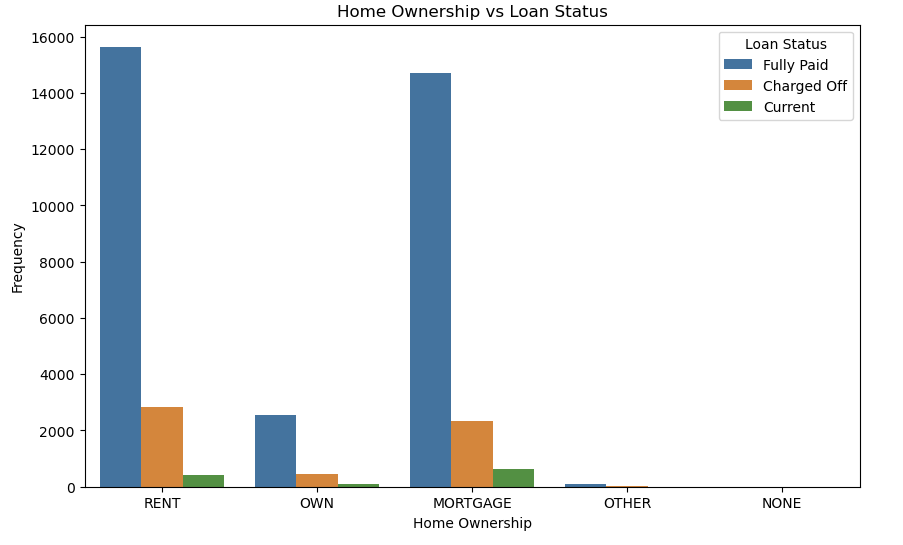 Home Ownership vs Loan Status
Loan Status
Fully Paid
Charged Off
Current
Frequency
16000
14000
12000
10000
8000
6000
4000
2000
0
RENT
OWN
MORTGAGE
OTHER
NONE
Home Ownership